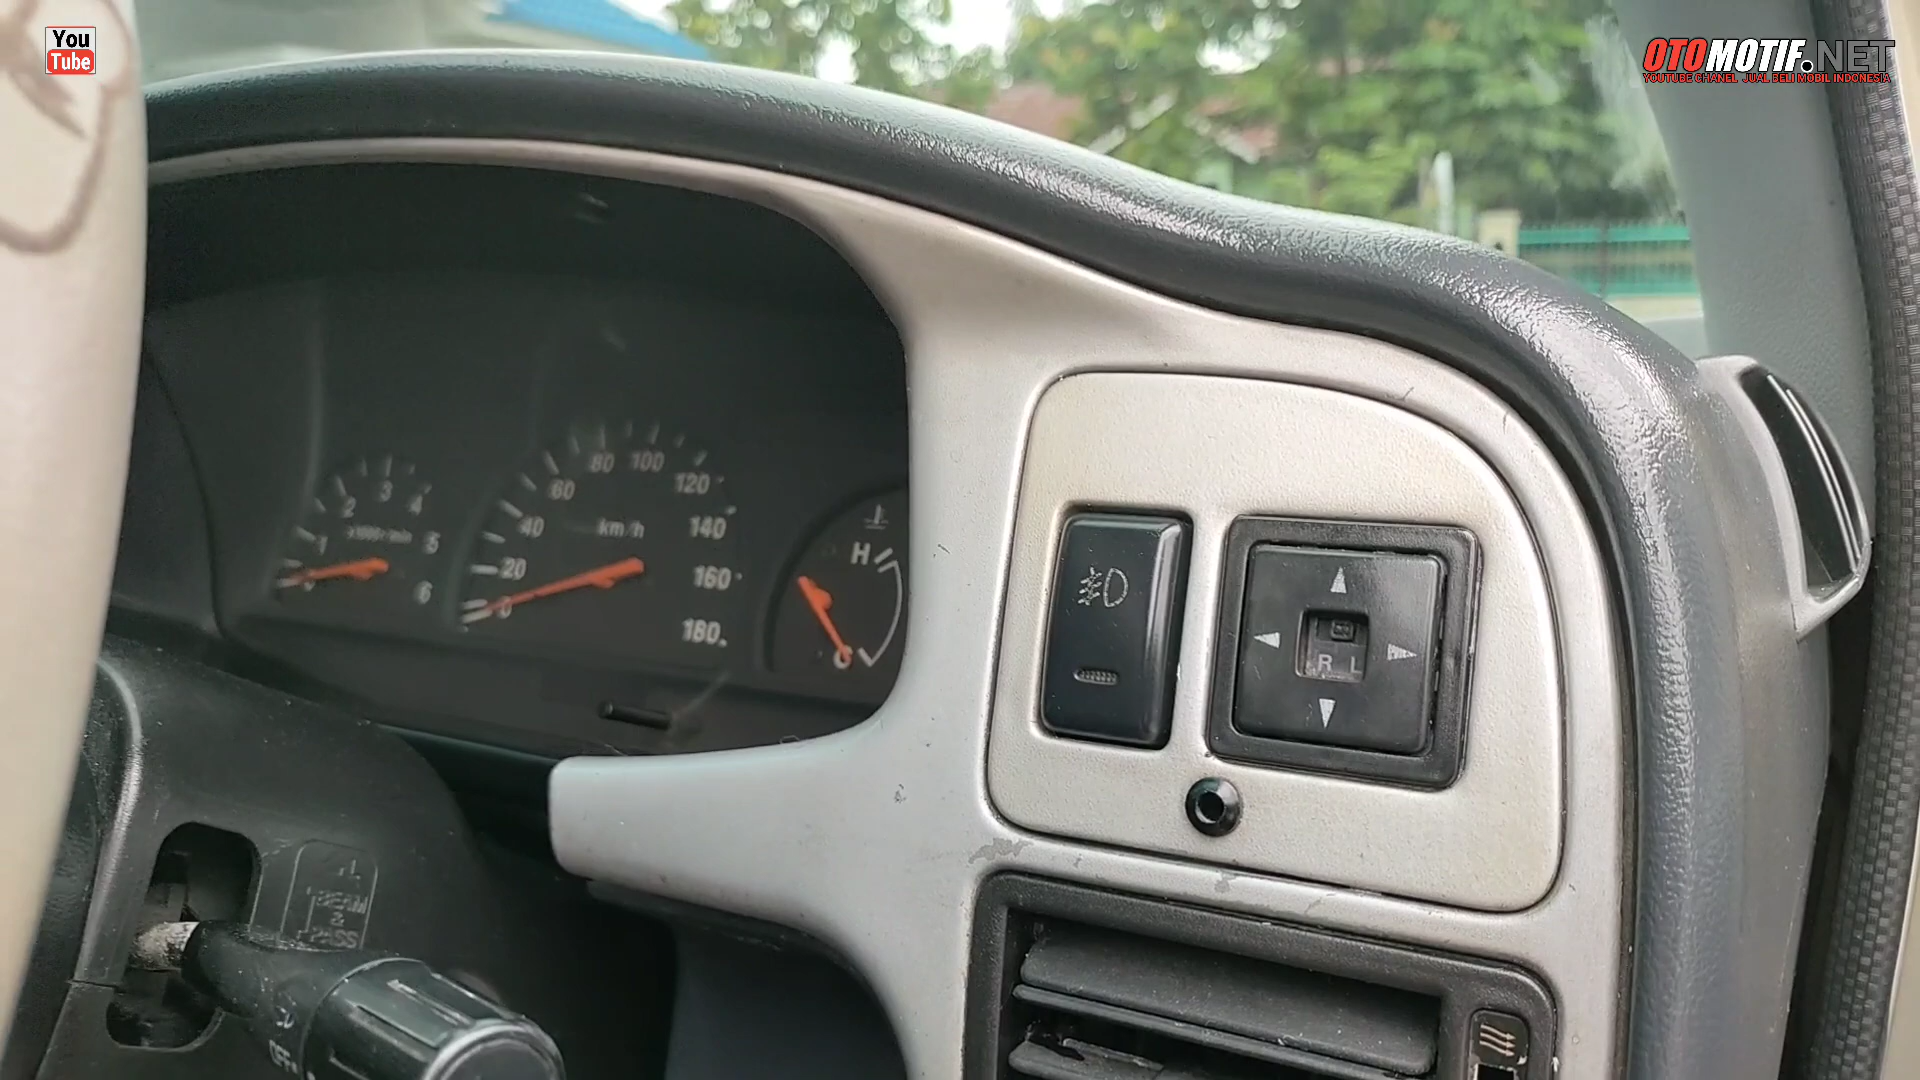 You
Tube
OTOMOTIF.NET
YOUTUBE CHANEL JUAL BELI MOBIL INDONESIA
1
2
3
4
5
6
x1000r/min
0
20
40
60
80
100
120
140
160
180
km/h
H
C
R L
BEAM
&
PASS
OFF